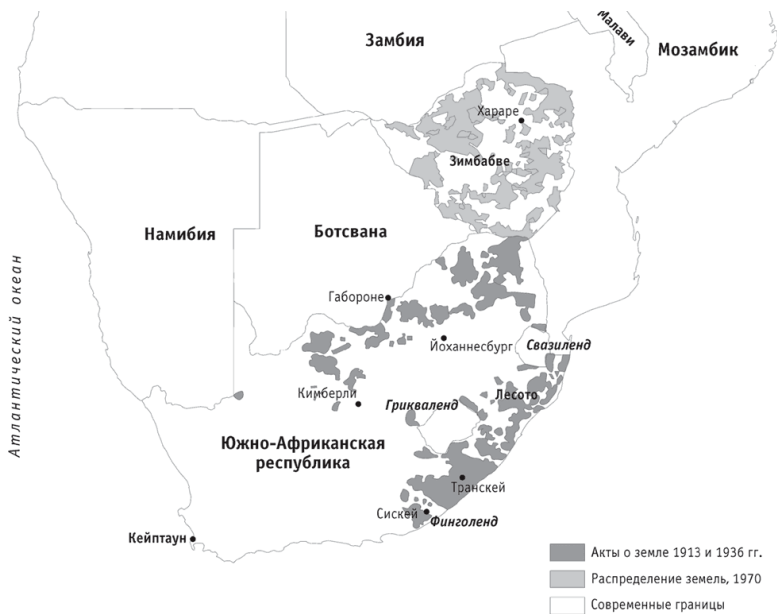 Малави
Замбия
Мозамбик
Хараре
Зимбабве
Намибия
Ботсвана
Атлантический океан
Габороне
Йоханнесбург
Свазиленд
Кимберли
Грикваленд
Лесото
Южно-Африканская
республика
Транскей
Сискей
Финголенд
Кейптаун
Акты о земле 1913 и 1936 гг.
Распределение земель, 1970
Современные границы